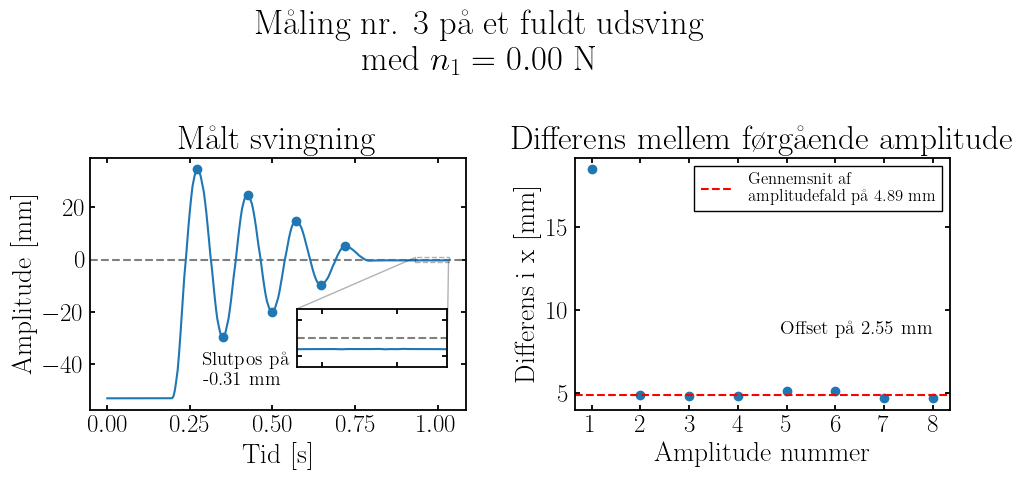 Måling nr. 3 på et fuldt udsving
med n₁ = 0.00 N
Målt svingning
Amplitude [mm]
20
0
−20
−40
Slutpos på
-0.31 mm
0.00
0.25
0.50
0.75
1.00
Tid [s]
Differens mellem førgående amplitude
Differens i x [mm]
15
10
5
Gennemsnit af
amplitudefald på 4.89 mm
Offset på 2.55 mm
1
2
3
4
5
6
7
8
Amplitude nummer